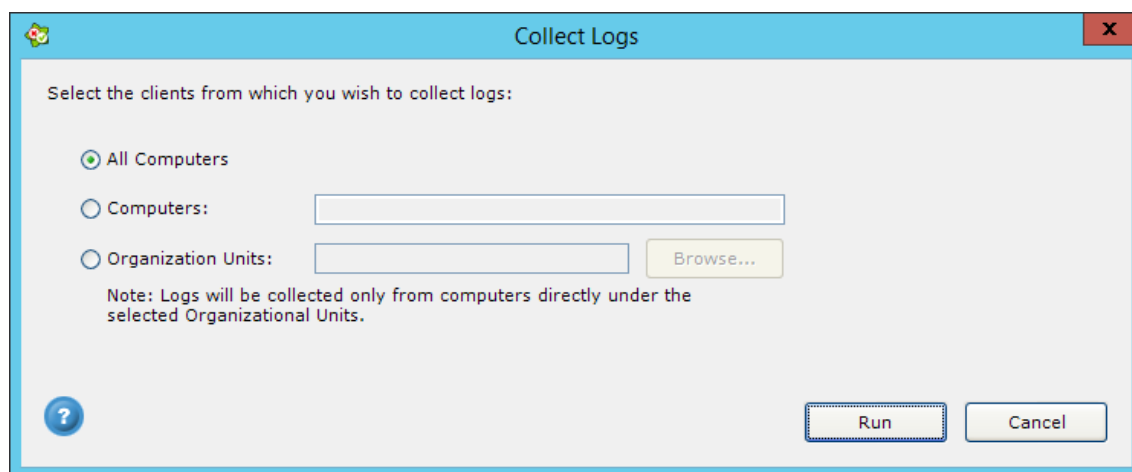 Collect Logs
x
Select the clients from which you wish to collect logs:
All Computers
Computers:
Organization Units:
Browse...
Note: Logs will be collected only from computers directly under the
selected Organizational Units.
?
Run
Cancel